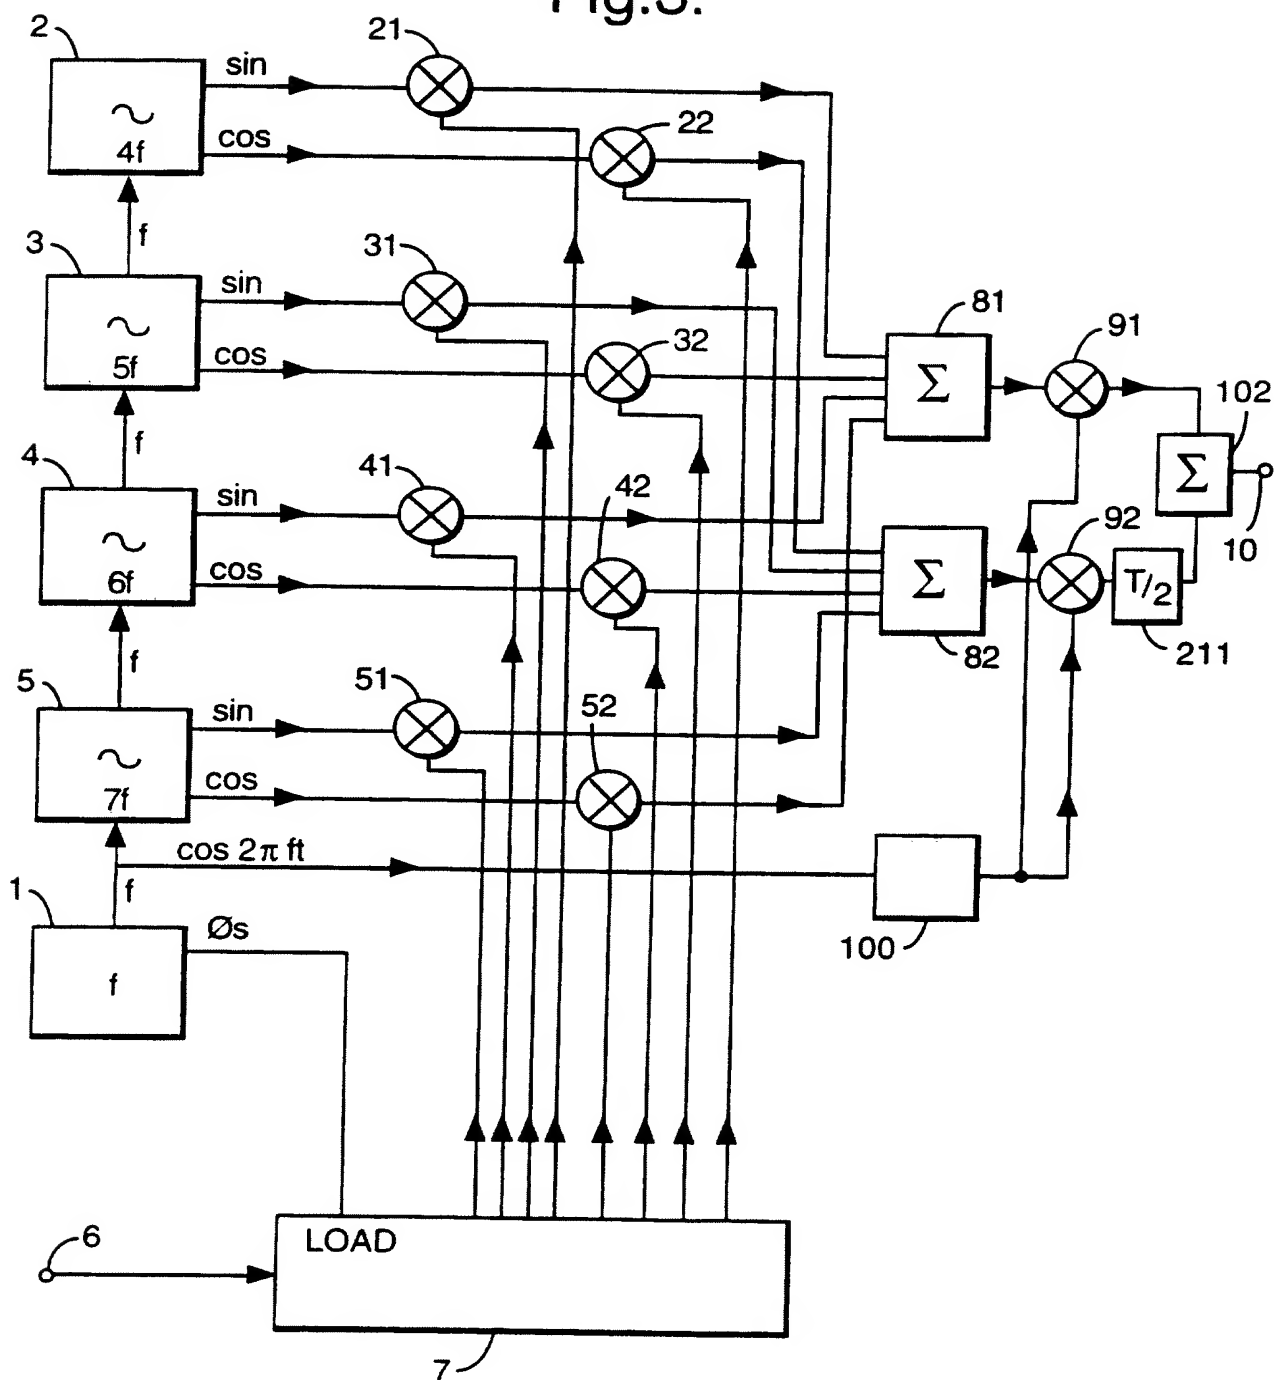 Fig.3.
2
21
sin
22
4f
cos
f
3
31
sin
81
91
32
5f
cos
Σ
102
f
4
41
sin
42
Σ
92
10
6f
cos
Σ
T/2
f
82
211
5
51
sin
52
7f
cos
cos 2π ft
1
f
Øs
100
f
LOAD
6
7